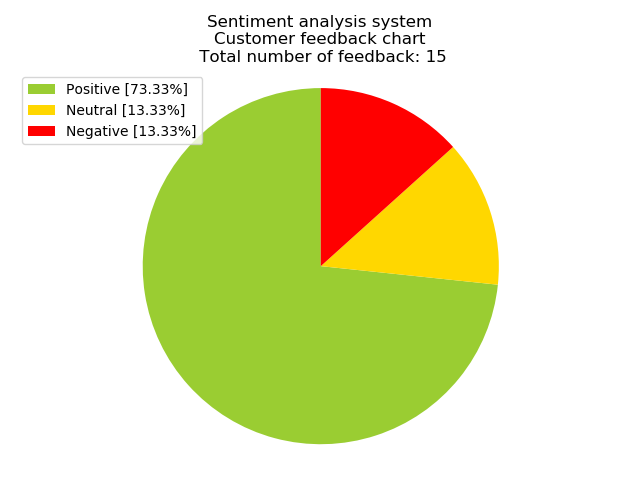 Sentiment analysis system
Customer feedback chart
Total number of feedback: 15
Positive [73.33%]
Neutral [13.33%]
Negative [13.33%]